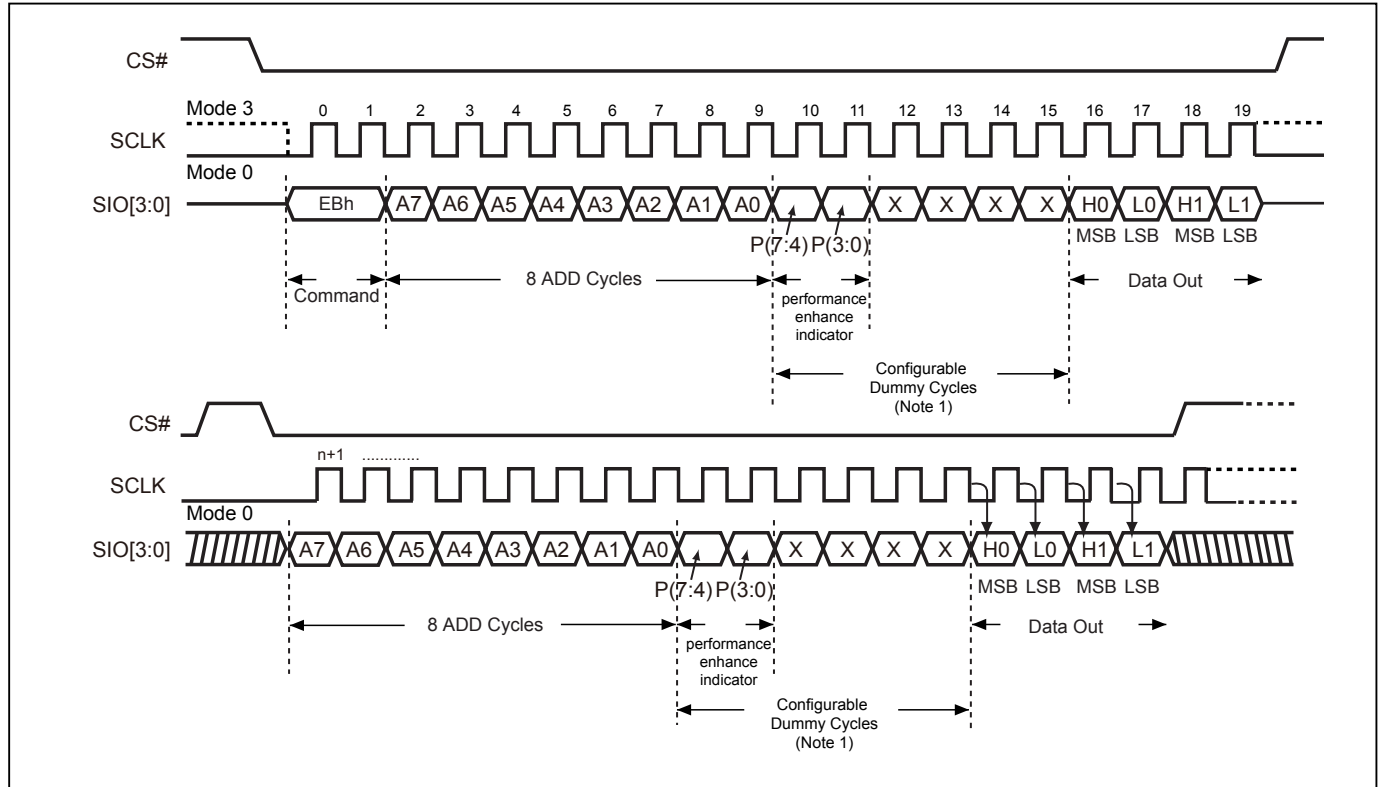 CS#
Mode 3
0 1 2 3 4 5 6 7 8 9 10 11 12 13 14 15 16 17 18 19
SCLK
Mode 0
SIO[3:0] EBh A7 A6 A5 A4 A3 A2 A1 A0 X X X X H0 L0 H1 L1
P(7:4) P(3:0) MSB LSB MSB LSB
Command 8 ADD Cycles Data Out
performance
enhance
indicator
Configurable
Dummy Cycles
(Note 1)
CS#
n+1 .............
SCLK
Mode 0
SIO[3:0] A7 A6 A5 A4 A3 A2 A1 A0 X X X X H0 L0 H1 L1
P(7:4) P(3:0) MSB LSB MSB LSB
8 ADD Cycles Data Out
performance
enhance
indicator
Configurable
Dummy Cycles
(Note 1)